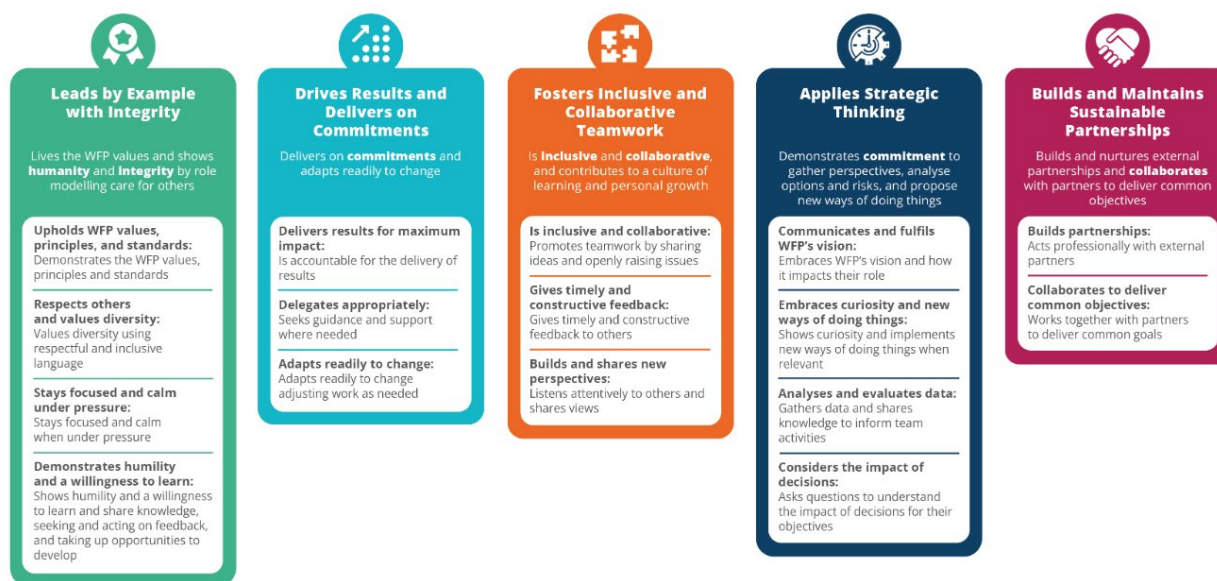 Leads by Example
with Integrity
Lives the WFP values and shows
humanity and integrity by role
modelling care for others
Upholds WFP values,
principles, and standards:
Demonstrates the WFP values,
principles and standards
Respects others
and values diversity:
Values diversity using
respectful and inclusive
language
Stays focused and calm
under pressure:
Stays focused and calm
when under pressure
Demonstrates humility
and a willingness to learn:
Shows humility and a willingness
to learn and share knowledge,
seeking and acting on feedback,
and taking up opportunities to
develop
Drives Results and
Delivers on
Commitments
Delivers on commitments and
adapts readily to change
Delivers results for maximum
impact:
Is accountable for the delivery of
results
Delegates appropriately:
Seeks guidance and support
where needed
Adapts readily to change:
Adapts readily to change
adjusting work as needed
Fosters Inclusive and
Collaborative
Teamwork
Is inclusive and collaborative,
and contributes to a culture of
learning and personal growth
Is inclusive and collaborative:
Promotes teamwork by sharing
ideas and openly raising issues
Gives timely and
constructive feedback:
Gives timely and constructive
feedback to others
Builds and shares new
perspectives:
Listens attentively to others and
shares views
Applies Strategic
Thinking
Demonstrates commitment to
gather perspectives, analyse
options and risks, and propose
new ways of doing things
Communicates and fulfils
WFP's vision:
Embraces WFP's vision and how
it impacts their role
Embraces curiosity and new
ways of doing things:
Shows curiosity and implements
new ways of doing things when
relevant
Analyses and evaluates data:
Gathers data and shares
knowledge to inform team
activities
Considers the impact of
decisions:
Asks questions to understand
the impact of decisions for their
objectives
Builds and Maintains
Sustainable
Partnerships
Builds and nurtures external
partnerships and collaborates
with partners to deliver common
objectives
Builds partnerships:
Acts professionally with external
partners
Collaborates to deliver
common objectives:
Works together with partners
to deliver common goals